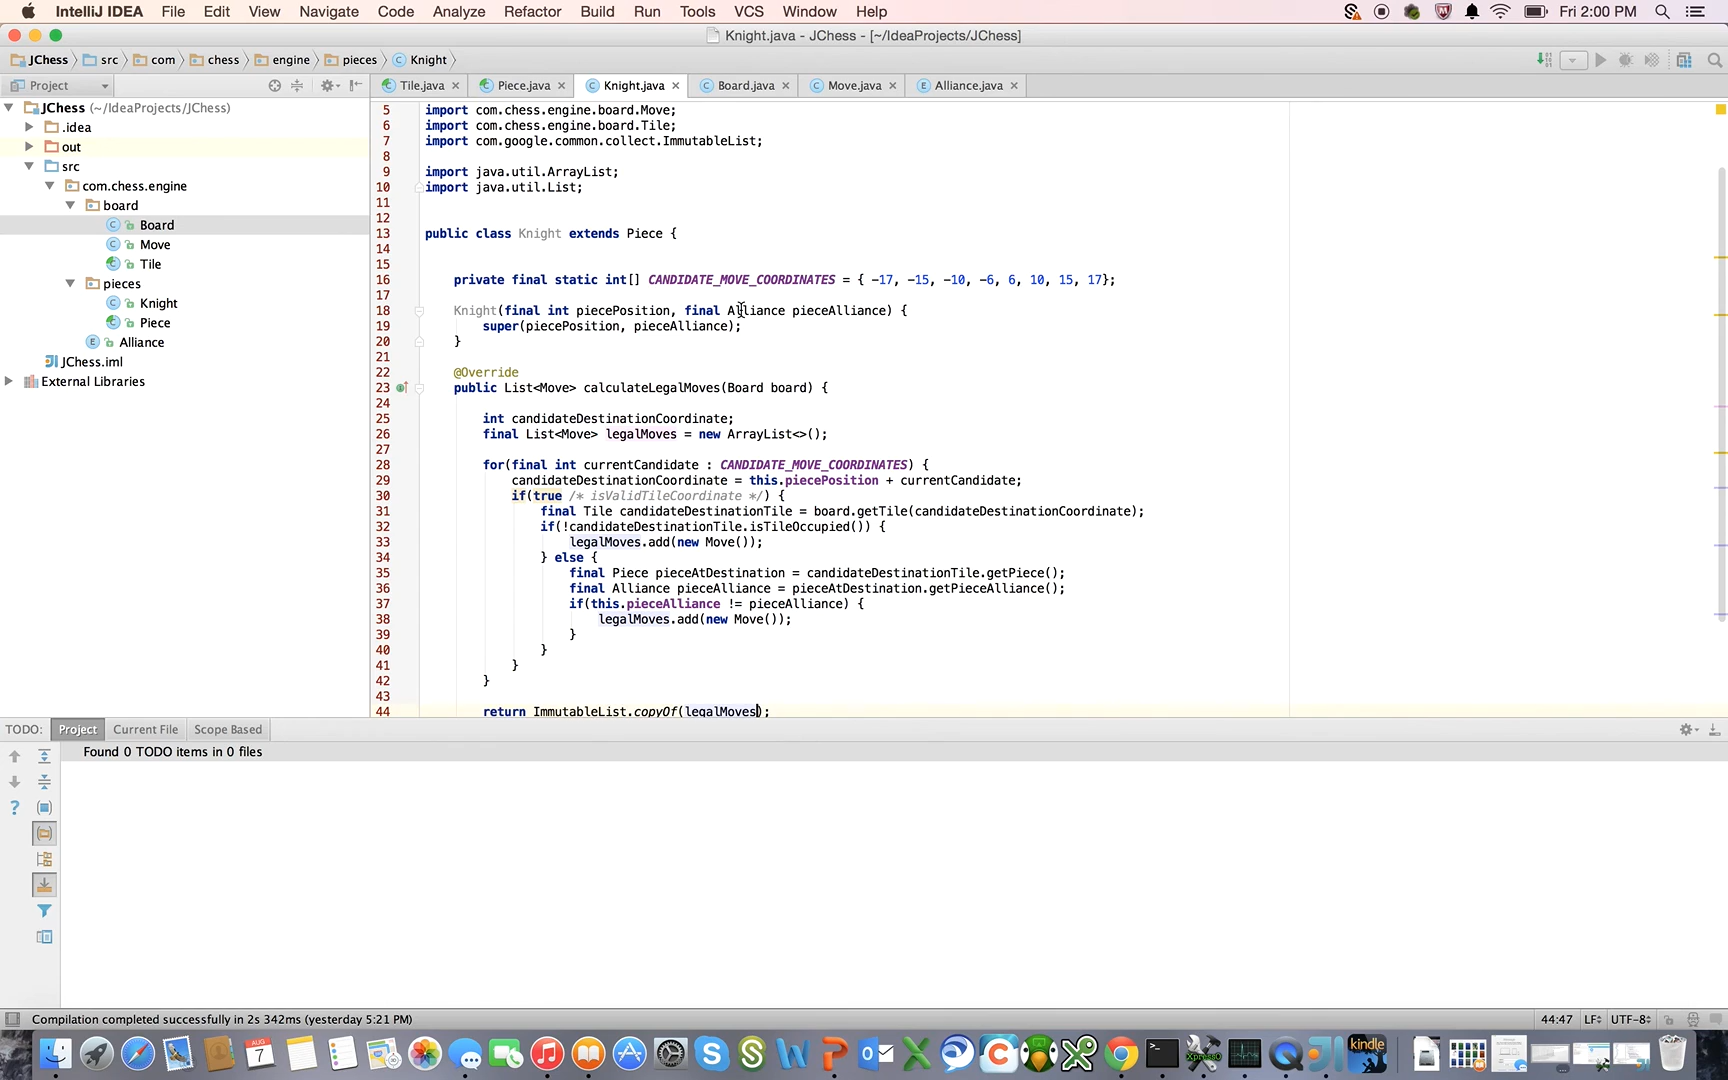 IntelliJ IDEA File Edit View Navigate Code Analyze Refactor Build Run Tools VCS Window Help Fri 2:00 PM
Knight.java - JChess - [~/IdeaProjects/JChess]
JChess src com chess engine pieces Knight
Project
Tile.java Piece.java Knight.java Board.java Move.java Alliance.java
JChess (~/IdeaProjects/JChess)
.idea
out
src
com.chess.engine
board
Board
Move
Tile
pieces
Knight
Piece
Alliance
JChess.iml
External Libraries
5 import com.chess.engine.board.Move;
6 import com.chess.engine.board.Tile;
7 import com.google.common.collect.ImmutableList;
8
9 import java.util.ArrayList;
10 import java.util.List;
11
12
13 public class Knight extends Piece {
14
15
16 private final static int[] CANDIDATE_MOVE_COORDINATES = { -17, -15, -10, -6, 6, 10, 15, 17};
17
18 Knight(final int piecePosition, final Alliance pieceAlliance) {
19 super(piecePosition, pieceAlliance);
20 }
21
22 @Override
23 public List<Move> calculateLegalMoves(Board board) {
24
25 int candidateDestinationCoordinate;
26 final List<Move> legalMoves = new ArrayList<>();
27
28 for(final int currentCandidate : CANDIDATE_MOVE_COORDINATES) {
29 candidateDestinationCoordinate = this.piecePosition + currentCandidate;
30 if(true /* isValidTileCoordinate */) {
31 final Tile candidateDestinationTile = board.getTile(candidateDestinationCoordinate);
32 if(!candidateDestinationTile.isTileOccupied()) {
33 legalMoves.add(new Move());
34 } else {
35 final Piece pieceAtDestination = candidateDestinationTile.getPiece();
36 final Alliance pieceAlliance = pieceAtDestination.getPieceAlliance();
37 if(this.pieceAlliance != pieceAlliance) {
38 legalMoves.add(new Move());
39 }
40 }
41 }
42 }
43
44 return ImmutableList.copyOf(legalMoves);
TODO: Project Current File Scope Based
Found 0 TODO items in 0 files
Compilation completed successfully in 2s 342ms (yesterday 5:21 PM)
44:47 LF UTF-8
AUG
7
kindle